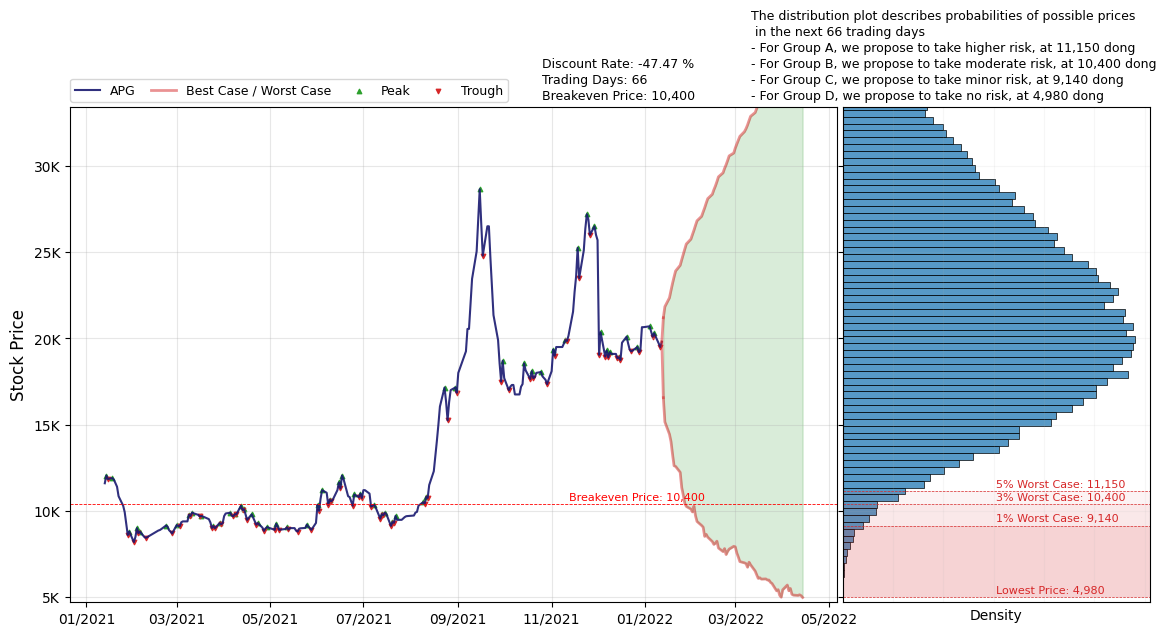 The distribution plot describes probabilities of possible prices
in the next 66 trading days
- For Group A, we propose to take higher risk, at 11,150 dong
- For Group B, we propose to take moderate risk, at 10,400 dong
- For Group C, we propose to take minor risk, at 9,140 dong
- For Group D, we propose to take no risk, at 4,980 dong
Discount Rate: -47.47 %
Trading Days: 66
Breakeven Price: 10,400
APG
Best Case / Worst Case
Peak
Trough
Stock Price
30K
25K
20K
15K
10K
5K
Breakeven Price: 10,400
5% Worst Case: 11,150
3% Worst Case: 10,400
1% Worst Case: 9,140
Lowest Price: 4,980
01/2021
03/2021
05/2021
07/2021
09/2021
11/2021
01/2022
03/2022
05/2022
Density